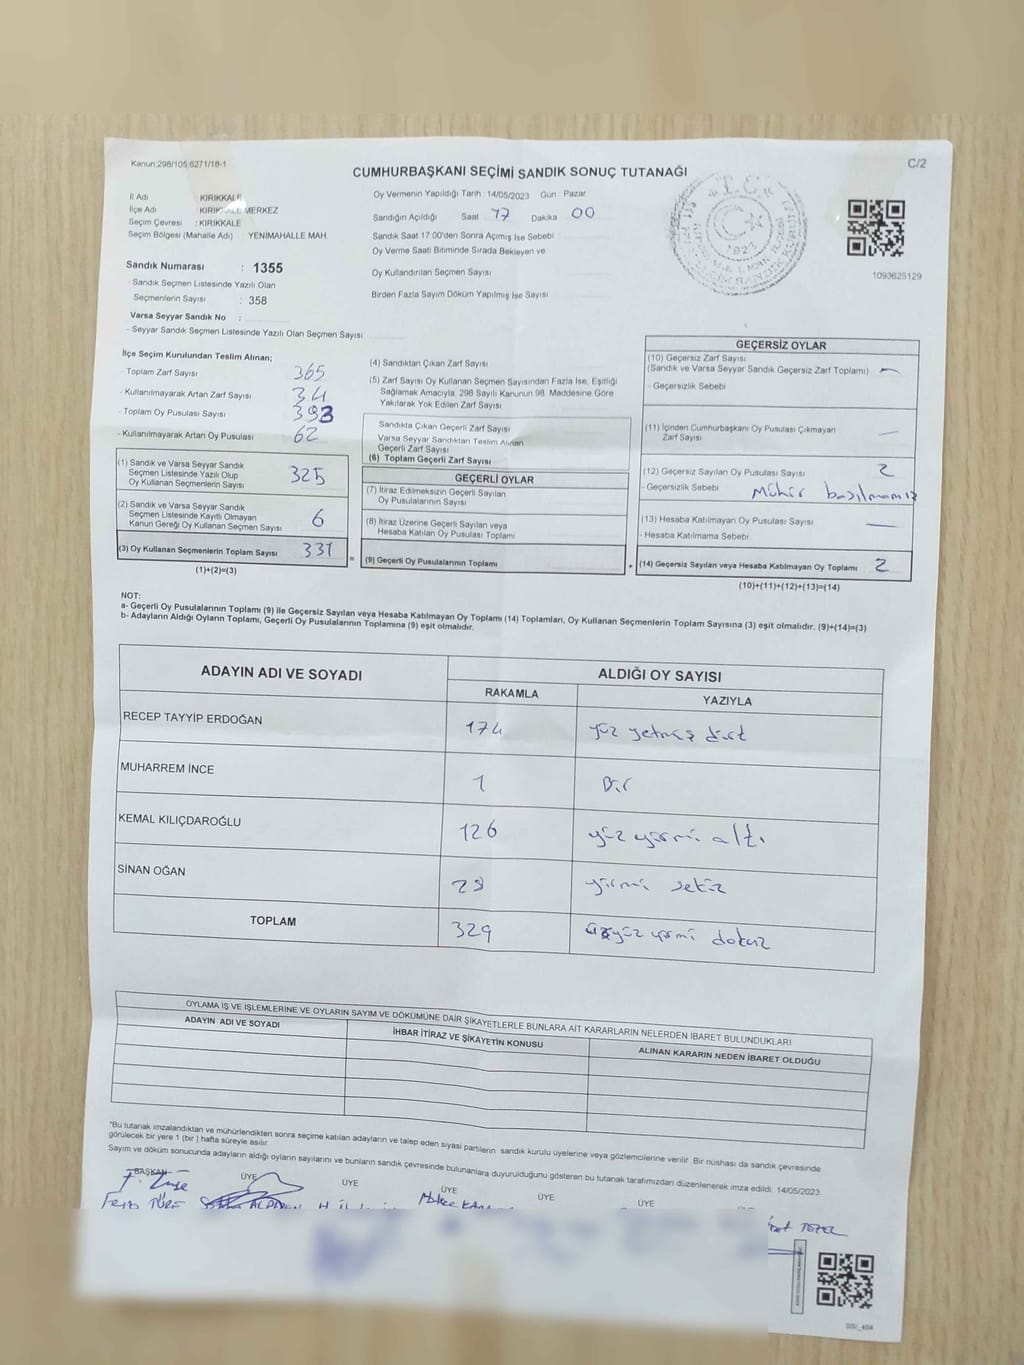 Kanun:298/105,6271/18-1
C/2
CUMHURBAŞKANI SEÇİMİ SANDIK SONUÇ TUTANAĞI
İl Adı : KIRIKKALE
İlçe Adı : KIRIKKALE MERKEZ
Seçim Çevresi : KIRIKKALE
Seçim Bölgesi (Mahalle Adı) : YENİMAHALLE MAH.
Oy Vermenin Yapıldığı Tarih : 14/05/2023 Gün : Pazar
Sandığın Açıldığı Saat 17 Dakika 00
Sandık Saat 17:00'den Sonra Açımış İse Sebebi
Oy Verme Saati Bitiminde Sırada Bekleyen ve
Oy Kullandırılan Seçmen Sayısı
Birden Fazla Sayım Döküm Yapılmış İse Sayısı
T.C.
1923
1093625129
Sandık Numarası : 1355
- Sandık Seçmen Listesinde Yazılı Olan
Seçmenlerin Sayısı : 358
Varsa Seyyar Sandık No :
- Seyyar Sandık Seçmen Listesinde Yazılı Olan Seçmen Sayısı
İlçe Seçim Kurulundan Teslim Alınan;
- Toplam Zarf Sayısı 365
- Kullanılmayarak Artan Zarf Sayısı 34
- Toplam Oy Pusulası Sayısı 393
- Kullanılmayarak Artan Oy Pusulası 62
(1) Sandık ve Varsa Seyyar Sandık
Seçmen Listesinde Yazılı Olup
Oy Kullanan Seçmenlerin Sayısı 325
(2) Sandık ve Varsa Seyyar Sandık
Seçmen Listesinde Kayıtlı Olmayan
Kanun Gereği Oy Kullanan Seçmen Sayısı 6
(3) Oy Kullanan Seçmenlerin Toplam Sayısı 331
(1)+(2)=(3)
(4) Sandıktan Çıkan Zarf Sayısı
(5) Zarf Sayısı Oy Kullanan Seçmen Sayısından Fazla İse, Eşitliği
Sağlamak Amacıyla, 298 Sayılı Kanunun 98. Maddesine Göre
Yakılarak Yok Edilen Zarf Sayısı
Sandıkta Çıkan Geçerli Zarf Sayısı
Varsa Seyyar Sandıktan Teslim Alınan
Geçerli Zarf Sayısı
(6) Toplam Geçerli Zarf Sayısı
GEÇERLİ OYLAR
(7) İtiraz Edilmeksizin Geçerli Sayılan
Oy Pusulalarının Sayısı
(8) İtiraz Üzerine Geçerli Sayılan veya
Hesaba Katılan Oy Pusulası Toplamı
= (9) Geçerli Oy Pusulalarının Toplamı +
GEÇERSİZ OYLAR
(10) Geçersiz Zarf Sayısı
(Sandık ve Varsa Seyyar Sandık Geçersiz Zarf Toplamı) —
- Geçersizlik Sebebi
(11) İçinden Cumhurbaşkanı Oy Pusulası Çıkmayan
Zarf Sayısı —
(12) Geçersiz Sayılan Oy Pusulası Sayısı 2
- Geçersizlik Sebebi Mühür basılmamış
(13) Hesaba Katılmayan Oy Pusulası Sayısı —
- Hesaba Katılmama Sebebi
(14) Geçersiz Sayılan veya Hesaba Katılmayan Oy Toplamı 2
(10)+(11)+(12)+(13)=(14)
NOT:
a- Geçerli Oy Pusulalarının Toplamı (9) ile Geçersiz Sayılan veya Hesaba Katılmayan Oy Toplamı (14) Toplamları, Oy Kullanan Seçmenlerin Toplam Sayısına (3) eşit olmalıdır. (9)+(14)=(3)
b- Adayların Aldığı Oyların Toplamı, Geçerli Oy Pusulalarının Toplamına (9) eşit olmalıdır.
ADAYIN ADI VE SOYADI ALDIĞI OY SAYISI
RAKAMLA YAZIYLA
RECEP TAYYİP ERDOĞAN 174 yüz yetmiş dört
MUHARREM İNCE 1 Bir
KEMAL KILIÇDAROĞLU 126 yüz yirmi altı
SİNAN OĞAN 28 yirmi sekiz
TOPLAM 329 üçyüz yirmi dokuz
OYLAMA İŞ VE İŞLEMLERİNE VE OYLARIN SAYIM VE DÖKÜMÜNE DAİR ŞİKAYETLERLE BUNLARA AİT KARARLARIN NELERDEN İBARET BULUNDUKLARI
ADAYIN ADI VE SOYADI İHBAR İTİRAZ VE ŞİKAYETİN KONUSU ALINAN KARARIN NEDEN İBARET OLDUĞU
*Bu tutanak imzalandıktan ve mühürlendikten sonra seçime katılan adayların ve talep eden siyasi partilerin sandık kurulu üyelerine veya gözlemcilerine verilir. Bir nüshası da sandık çevresinde
görülecek bir yere 1 (bir ) hafta süreyle asılır.
Sayım ve döküm sonucunda adayların aldığı oyların sayılarını ve bunların sandık çevresinde bulunanlara duyurulduğunu gösteren bu tutanak tarafımızdan düzenlenerek imza edildi. 14/05/2023
BAŞKAN ÜYE ÜYE ÜYE ÜYE ÜYE